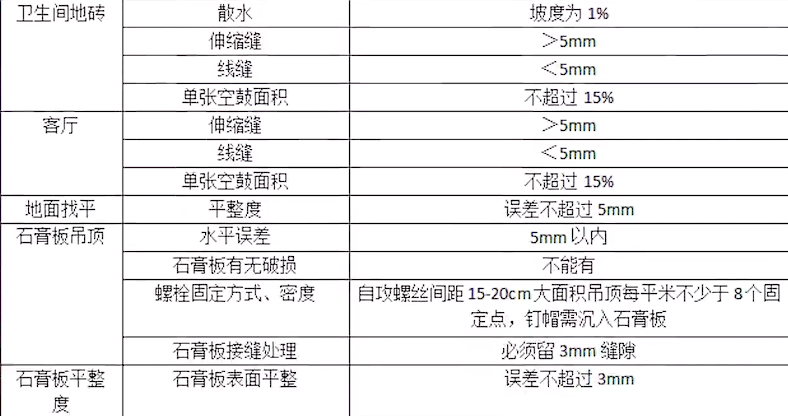 卫生间地砖 散水 坡度为 1%
伸缩缝 ＞5mm
线缝 ＜5mm
单张空鼓面积 不超过 15%
客厅 伸缩缝 ＞5mm
线缝 ＜5mm
单张空鼓面积 不超过 15%
地面找平 平整度 误差不超过 5mm
石膏板吊顶 水平误差 5mm 以内
石膏板有无破损 不能有
螺栓固定方式、密度 自攻螺丝间距 15-20cm 大面积吊顶每平米不少于 8 个固
定点，钉帽需沉入石膏板
石膏板接缝处理 必须留 3mm 缝隙
石膏板平整 石膏板表面平整 误差不超过 3mm
度